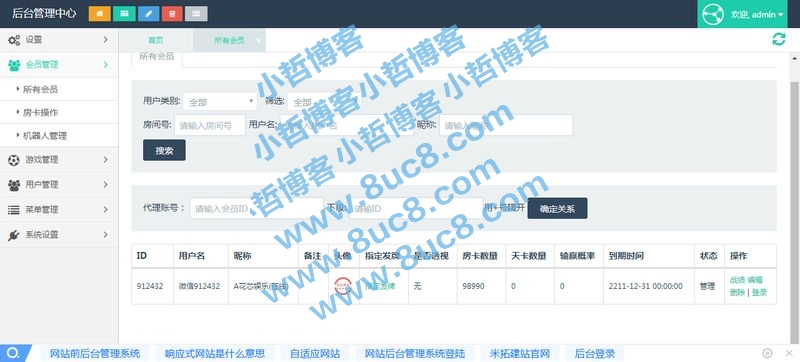 后台管理中心 欢迎, admin
设置 首页 所有会员 ×
会员管理 所有会员
所有会员
房卡操作
机器人管理
游戏管理
用户管理
菜单管理
系统设置
用户类别: 全部 筛选: 全部
房间号: 请输入房间号 用户名: 昵称:
搜索
代理账号: 请输入会员ID 下级 请输入ID 用+号隔开 确定关系
ID 用户名 昵称 备注 头像 指定发牌 是否透视 房卡数量 天卡数量 输赢概率 到期时间 状态 操作
912432 微信912432 A花芯娱乐(在线) 指定发牌 无 98990 0 0 2211-12-31 00:00:00 管理 战绩 编辑
删除 | 登录
小哲博客 小哲博客
小哲博客 小哲博客
哲博客 小哲博客
www.8uc8.com
www.8uc8.com
www.8uc8.com
网站前后台管理系统 响应式网站是什么意思 自适应网站 网站后台管理系统登陆 米拓建站官网 后台登录